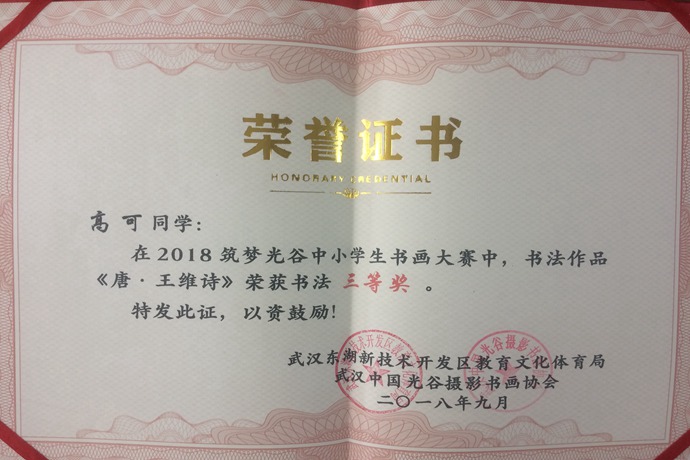 荣誉证书
HONORARY CREDENTIAL
高可同学：
在2018筑梦光谷中小学生书画大赛中，书法作品
《唐·王维诗》荣获书法 三等奖 。
特发此证，以资鼓励！
武汉东湖新技术开发区教育文化体育局
武汉中国光谷摄影书画协会
二〇一八年九月